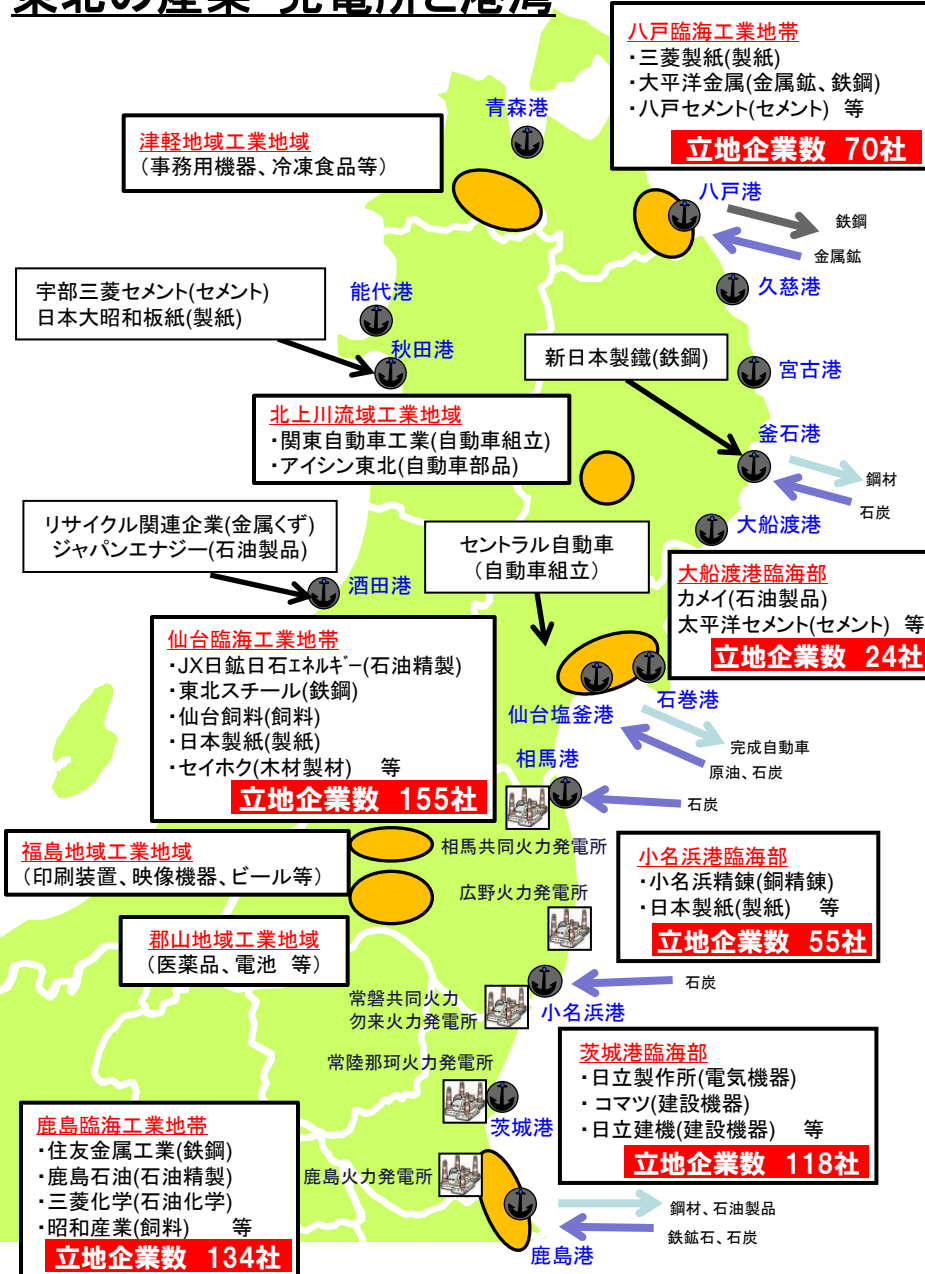 東北の産業 発電所と港湾
八戸臨海工業地帯
・三菱製紙(製紙)
・大平洋金属(金属鉱、鉄鋼)
・八戸セメント(セメント) 等
立地企業数 70社
青森港
津軽地域工業地域
（事務用機器、冷凍食品等）
八戸港
鉄鋼
金属鉱
久慈港
宇部三菱セメント(セメント)
日本大昭和板紙(製紙)
能代港
秋田港
新日本製鐵(鉄鋼)
宮古港
北上川流域工業地域
・関東自動車工業(自動車組立)
・アイシン東北(自動車部品)
釜石港
鋼材
石炭
リサイクル関連企業(金属くず)
ジャパンエナジー(石油製品)
酒田港
セントラル自動車
（自動車組立）
大船渡港
大船渡港臨海部
カメイ(石油製品)
太平洋セメント(セメント) 等
立地企業数 24社
仙台臨海工業地帯
・JX日鉱日石ｴﾈﾙｷﾞｰ(石油精製)
・東北スチール(鉄鋼)
・仙台飼料(飼料)
・日本製紙(製紙)
・セイホク(木材製材) 等
立地企業数 155社
仙台塩釜港
石巻港
完成自動車
原油、石炭
相馬港
石炭
相馬共同火力発電所
福島地域工業地域
（印刷装置、映像機器、ビール等）
広野火力発電所
小名浜港臨海部
・小名浜精錬(銅精錬)
・日本製紙(製紙) 等
立地企業数 55社
郡山地域工業地域
（医薬品、電池 等）
石炭
常磐共同火力
勿来火力発電所
小名浜港
常陸那珂火力発電所
茨城港
茨城港臨海部
・日立製作所(電気機器)
・コマツ(建設機器)
・日立建機(建設機器) 等
立地企業数 118社
鹿島臨海工業地帯
・住友金属工業(鉄鋼)
・鹿島石油(石油精製)
・三菱化学(石油化学)
・昭和産業(飼料) 等
立地企業数 134社
鹿島火力発電所
鋼材、石油製品
鉄鉱石、石炭
鹿島港